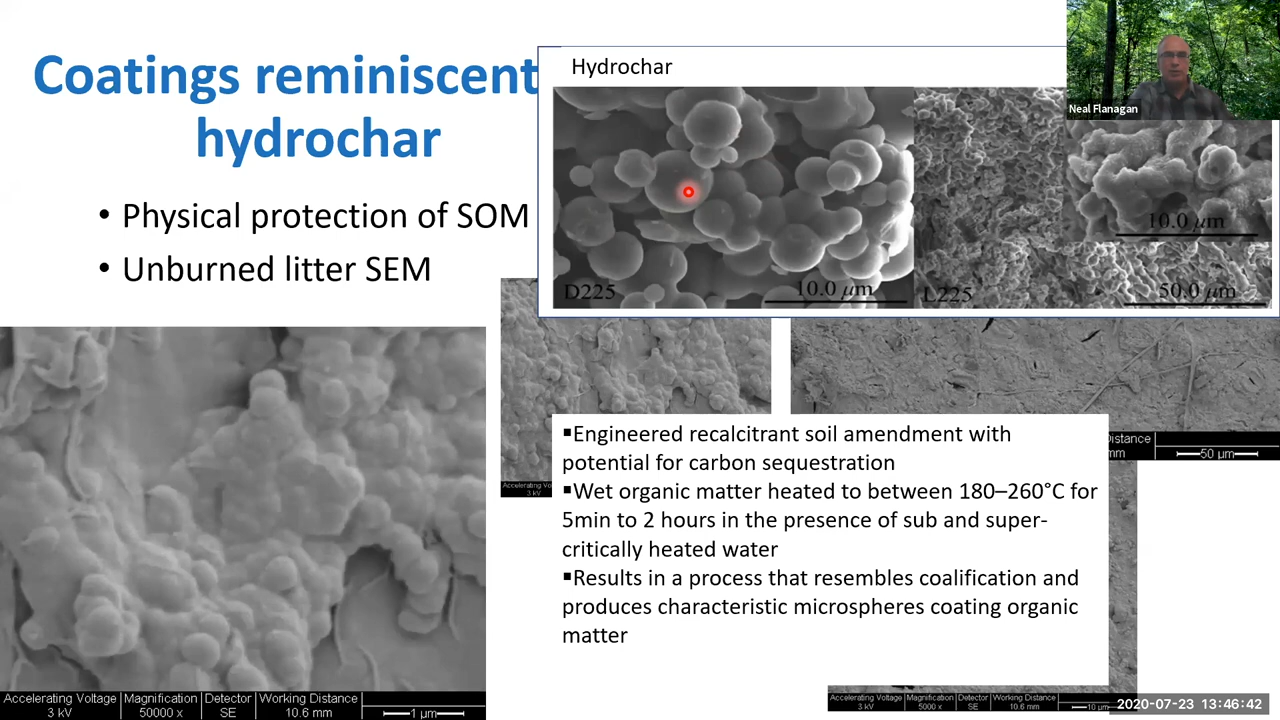 Coatings reminiscent
hydrochar
• Physical protection of SOM
• Unburned litter SEM
Hydrochar
Neal Flanagan
D225
10.0 μm
L225
10.0 μm
50.0 μm
▪Engineered recalcitrant soil amendment with
potential for carbon sequestration
▪Wet organic matter heated to between 180–260°C for
5min to 2 hours in the presence of sub and super-
critically heated water
▪Results in a process that resembles coalification and
produces characteristic microspheres coating organic
matter
Accelerating Vo
3 kV
istance
mm
50 μm
Accelerating Voltage Magnification Detector Working Distance
3 kV 50000 x SE 10.6 mm 1 μm
Accelerating Voltage Magnification Detector Working Distance
3 kV 5000 x SE 10.6 mm 10 μm
2020-07-23 13:46:42